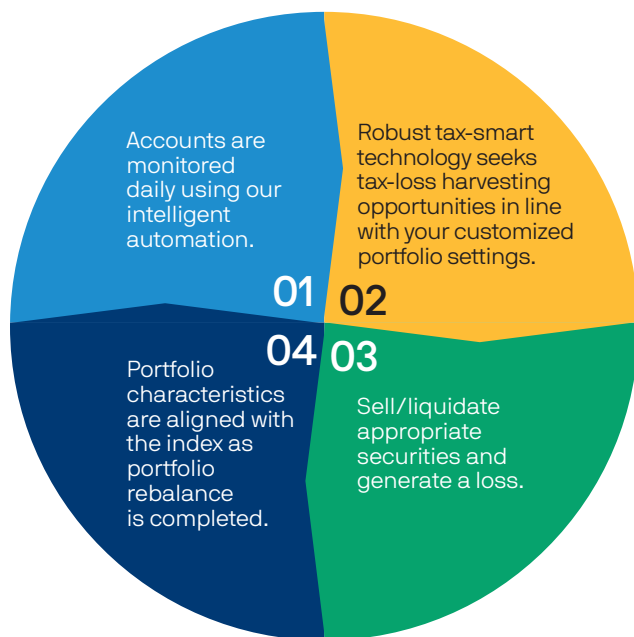 Accounts are
monitored
daily using our
intelligent
automation.
01
Robust tax-smart
technology seeks
tax-loss harvesting
opportunities in line
with your customized
portfolio settings.
02
03
Sell/liquidate
appropriate
securities and
generate a loss.
04
Portfolio
characteristics
are aligned with
the index as
portfolio
rebalance
is completed.